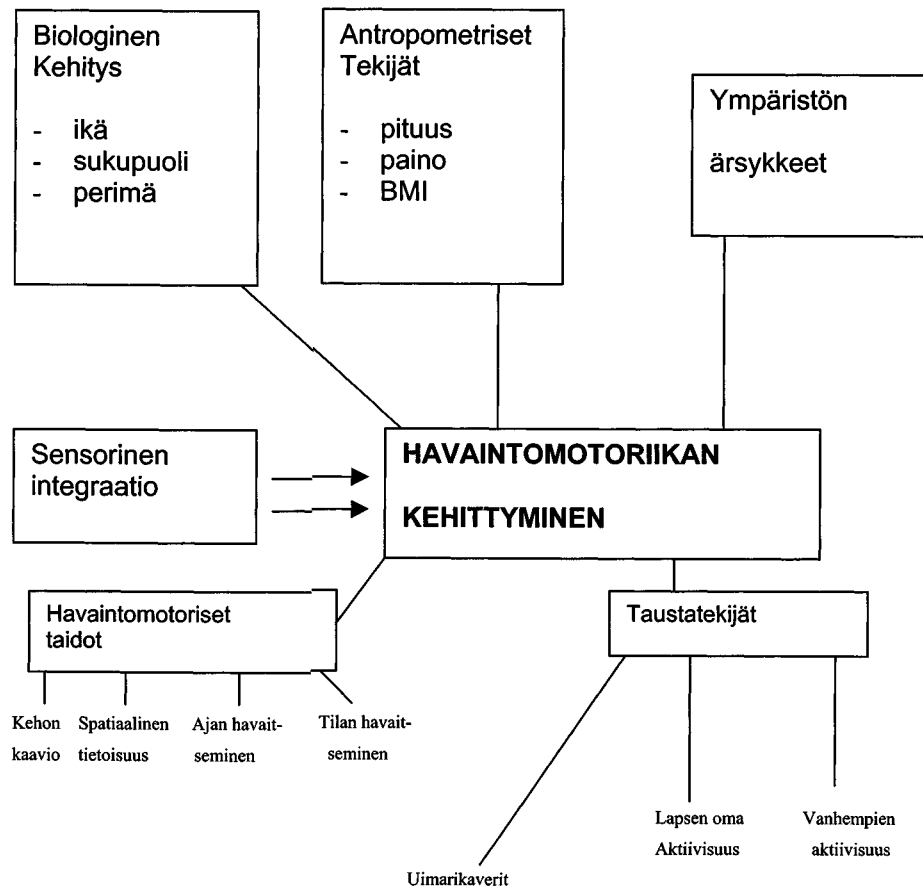 Biologinen
Kehitys
- ikä
- sukupuoli
- perimä
Antropometriset
Tekijät
- pituus
- paino
- BMI
Ympäristön
ärsykkeet
Sensorinen
integraatio
HAVAINTOMOTORIIKAN
KEHITTYMINEN
Havaintomotoriset
taidot
Taustatekijät
Kehon
kaavio
Spatiaalinen
tietoisuus
Ajan havait-
seminen
Tilan havait-
seminen
Uimarikaverit
Lapsen oma
Aktiivisuus
Vanhempien
aktiivisuus